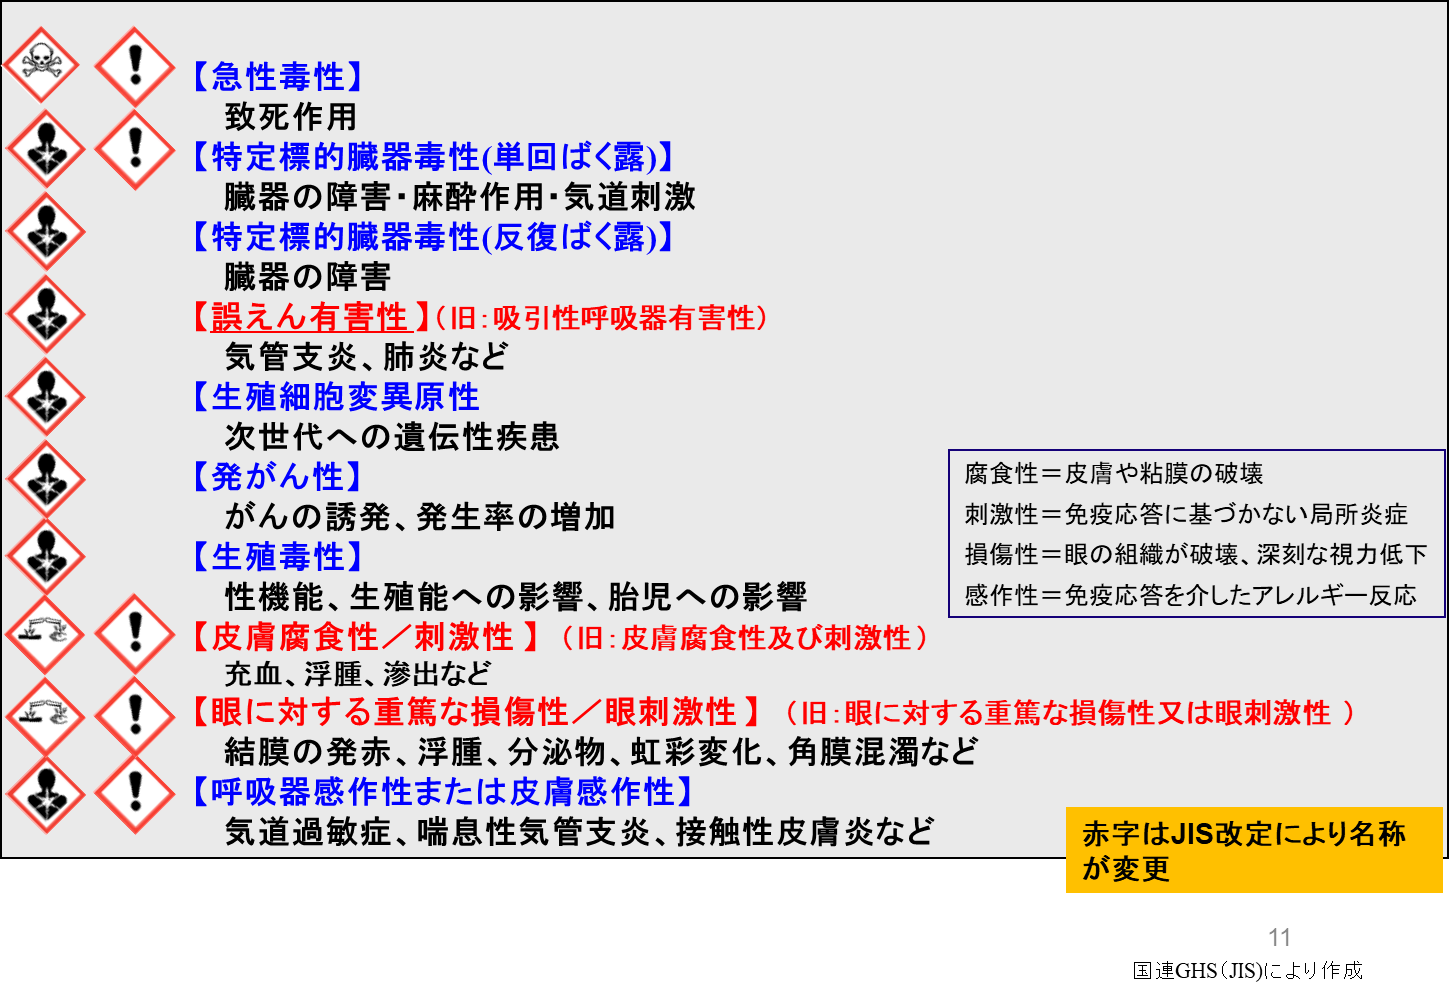 【急性毒性】
致死作用
【特定標的臓器毒性(単回ばく露)】
臓器の障害・麻酔作用・気道刺激
【特定標的臓器毒性(反復ばく露)】
臓器の障害
【誤えん有害性 】（旧：吸引性呼吸器有害性）
気管支炎、肺炎など
【生殖細胞変異原性
次世代への遺伝性疾患
【発がん性】
がんの誘発、発生率の増加
【生殖毒性】
性機能、生殖能への影響、胎児への影響
【皮膚腐食性／刺激性 】（旧：皮膚腐食性及び刺激性）
充血、浮腫、滲出など
【眼に対する重篤な損傷性／眼刺激性 】（旧：眼に対する重篤な損傷性又は眼刺激性 ）
結膜の発赤、浮腫、分泌物、虹彩変化、角膜混濁など
【呼吸器感作性または皮膚感作性】
気道過敏症、喘息性気管支炎、接触性皮膚炎など
腐食性＝皮膚や粘膜の破壊
刺激性＝免疫応答に基づかない局所炎症
損傷性＝眼の組織が破壊、深刻な視力低下
感作性＝免疫応答を介したアレルギー反応
赤字はJIS改定により名称
が変更
11
国連GHS（JIS)により作成